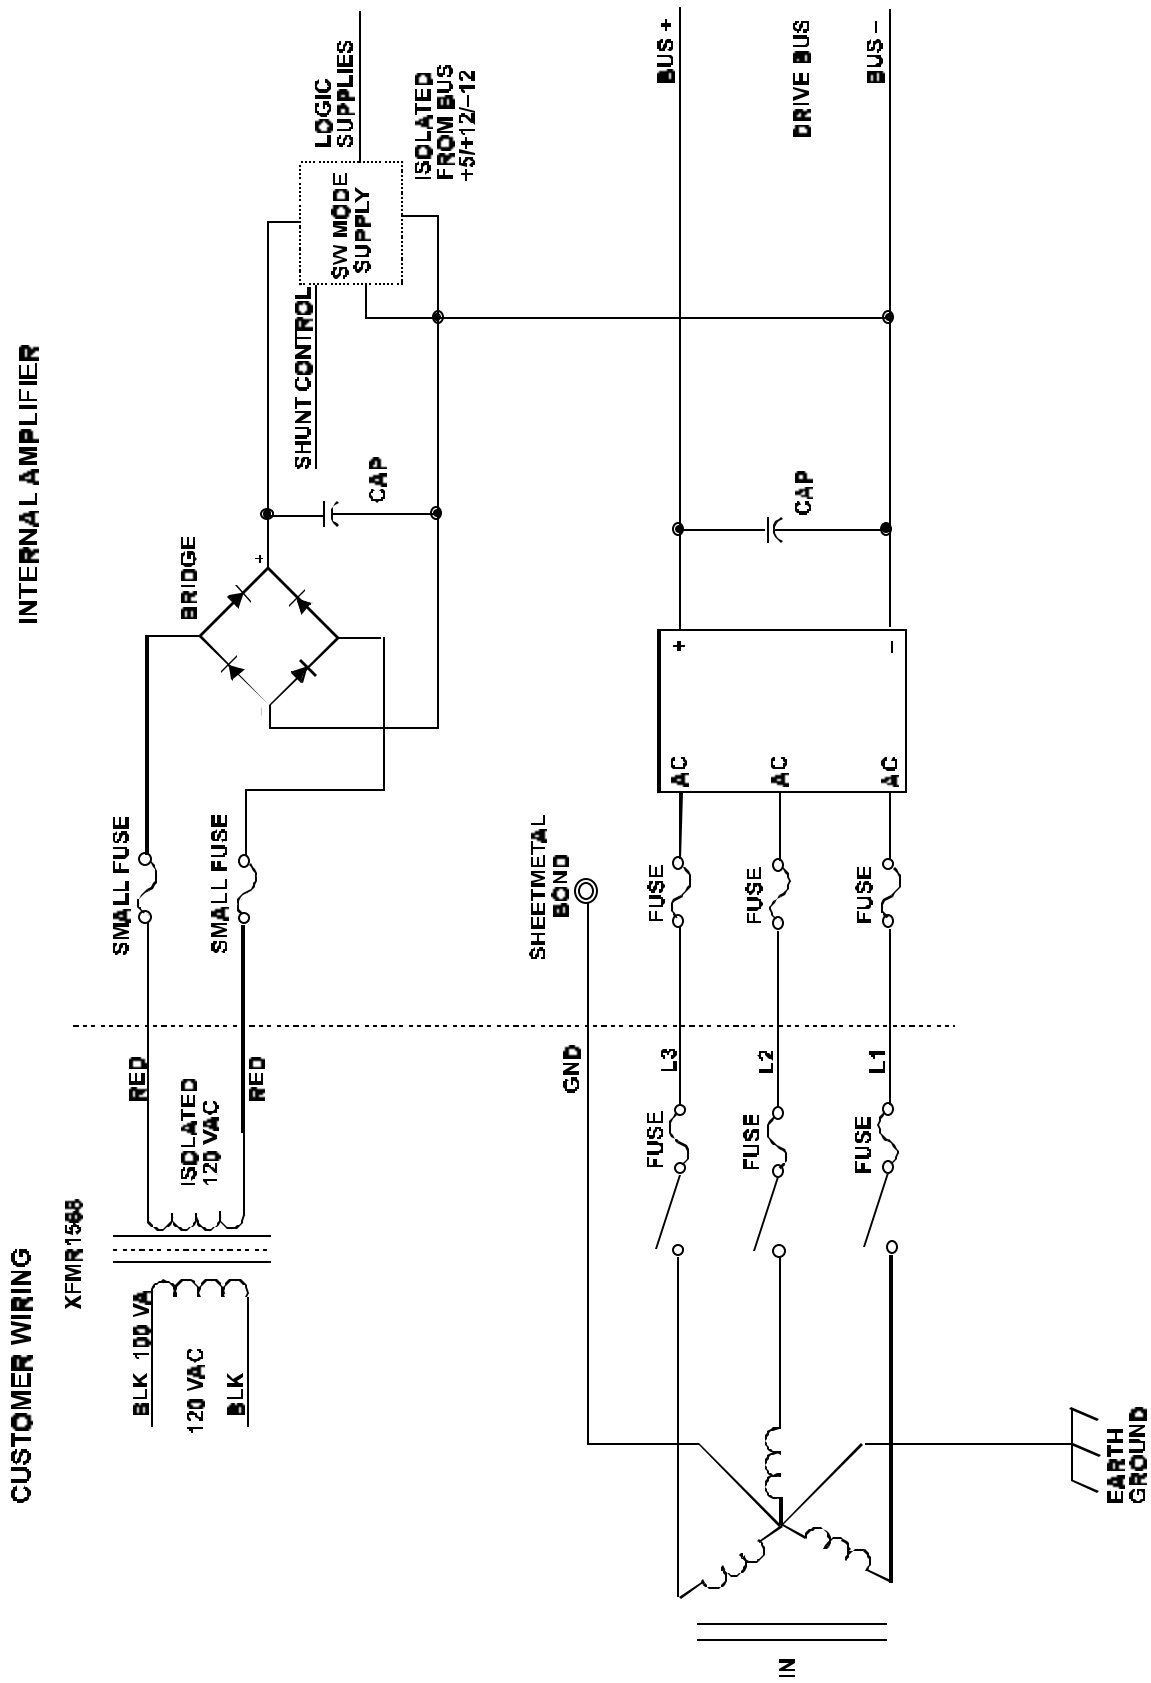 CUSTOMER WIRING
INTERNAL AMPLIFIER
XFMR1568
BLK 100 VA
120 VAC
BLK
RED
ISOLATED
120 VAC
RED
SMALL FUSE
SMALL FUSE
BRIDGE
+
–
CAP
SHUNT CONTROL
SW MODE
SUPPLY
LOGIC
SUPPLIES
ISOLATED
FROM BUS
+5/+12/–12
SHEETMETAL
BOND
GND
IN
EARTH
GROUND
FUSE
L3
FUSE
AC
+
BUS +
FUSE
L2
FUSE
AC
CAP
DRIVE BUS
FUSE
L1
FUSE
AC
–
BUS –